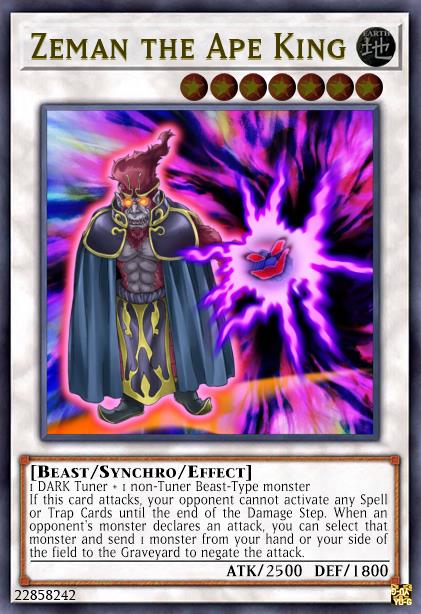 ZEMAN THE APE KING
EARTH
地
[BEAST/SYNCHRO/EFFECT]
1 DARK Tuner + 1 non-Tuner Beast-Type monster
If this card attacks, your opponent cannot activate any Spell
or Trap Cards until the end of the Damage Step. When an
opponent's monster declares an attack, you can select that
monster and send 1 monster from your hand or your side of
the field to the Graveyard to negate the attack.
ATK/2500 DEF/1800
22858242